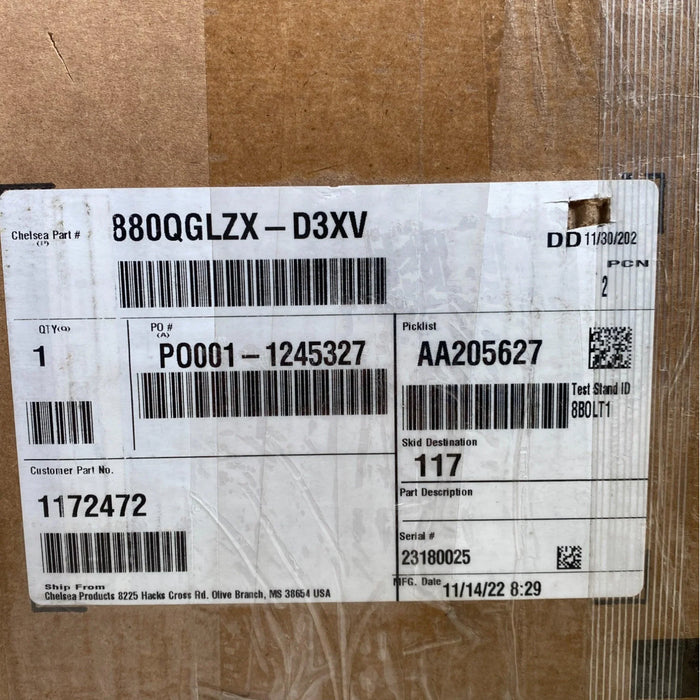 Chelsea Part # 880QGLZX-D3XV DD 11/30/202
(P)
PCN
2
QTY(Q) PO # Picklist
(A)
1 PO001-1245327 AA205627
Test Stand ID
8BOLT1
Skid Destination
117
Customer Part No.
Part Description
1172472
Serial #
23180025
MFG. Date 11/14/22 8:29
Ship From
Chelsea Products 8225 Hacks Cross Rd. Olive Branch, MS 38654 USA